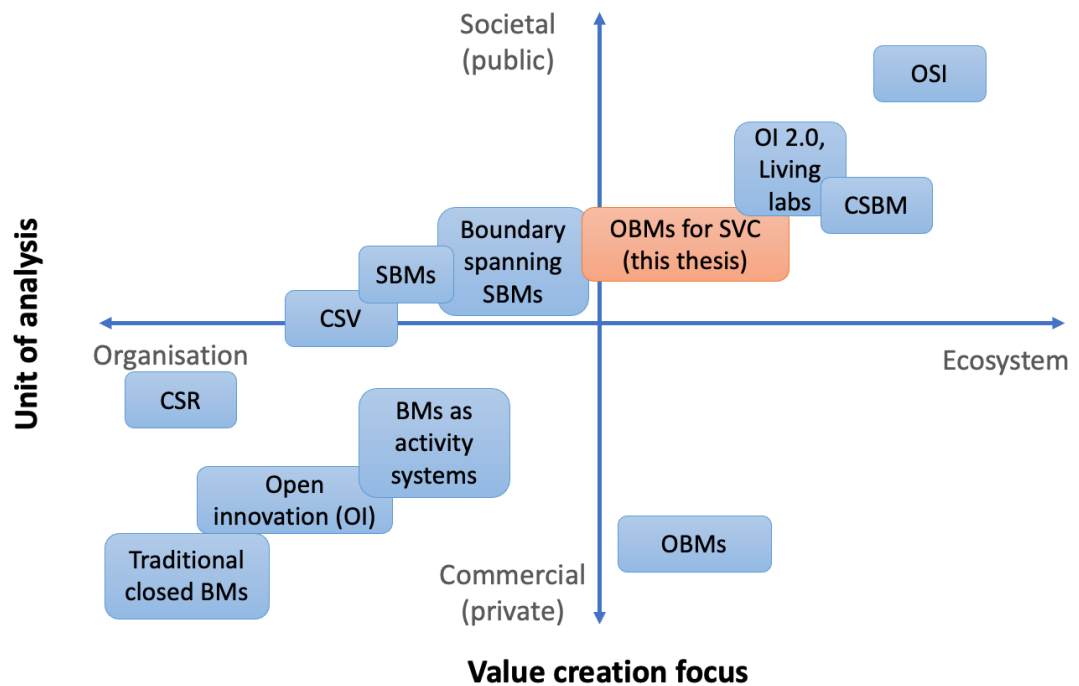 Societal
(public)
OSI
OI 2.0,
Living
labs
CSBM
Boundary
spanning
SBMs
OBMs for SVC
(this thesis)
SBMs
CSV
Unit of analysis
Organisation
Ecosystem
CSR
BMs as
activity
systems
Open
innovation (OI)
OBMs
Traditional
closed BMs
Commercial
(private)
Value creation focus